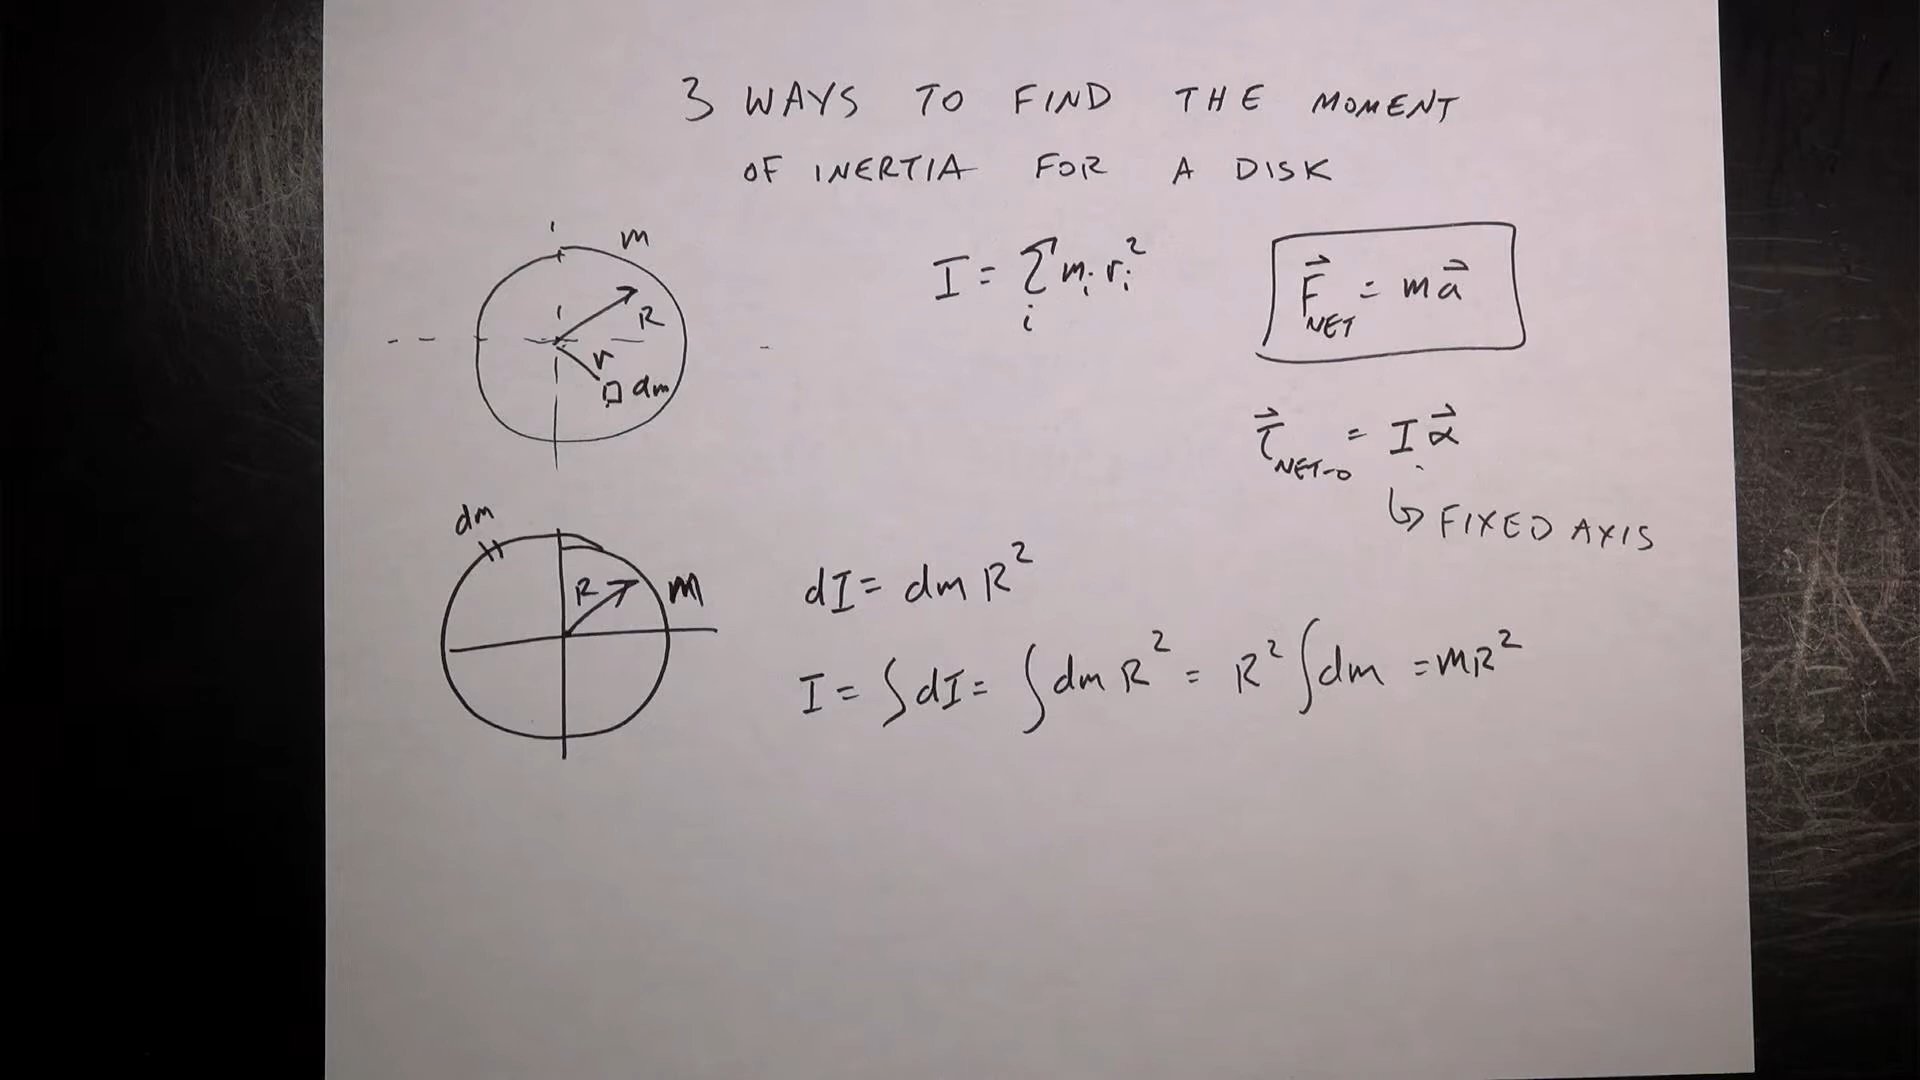 3 WAYS TO FIND THE MOMENT
OF INERTIA FOR A DISK
m
R
r
dm
I = Σ mᵢ rᵢ²
i
F⃗ NET = ma⃗
τ⃗ NET-O = Iα⃗
↳ FIXED AXIS
dm
R
m
dI = dm R²
I = ∫dI = ∫dm R² = R² ∫dm = mR²